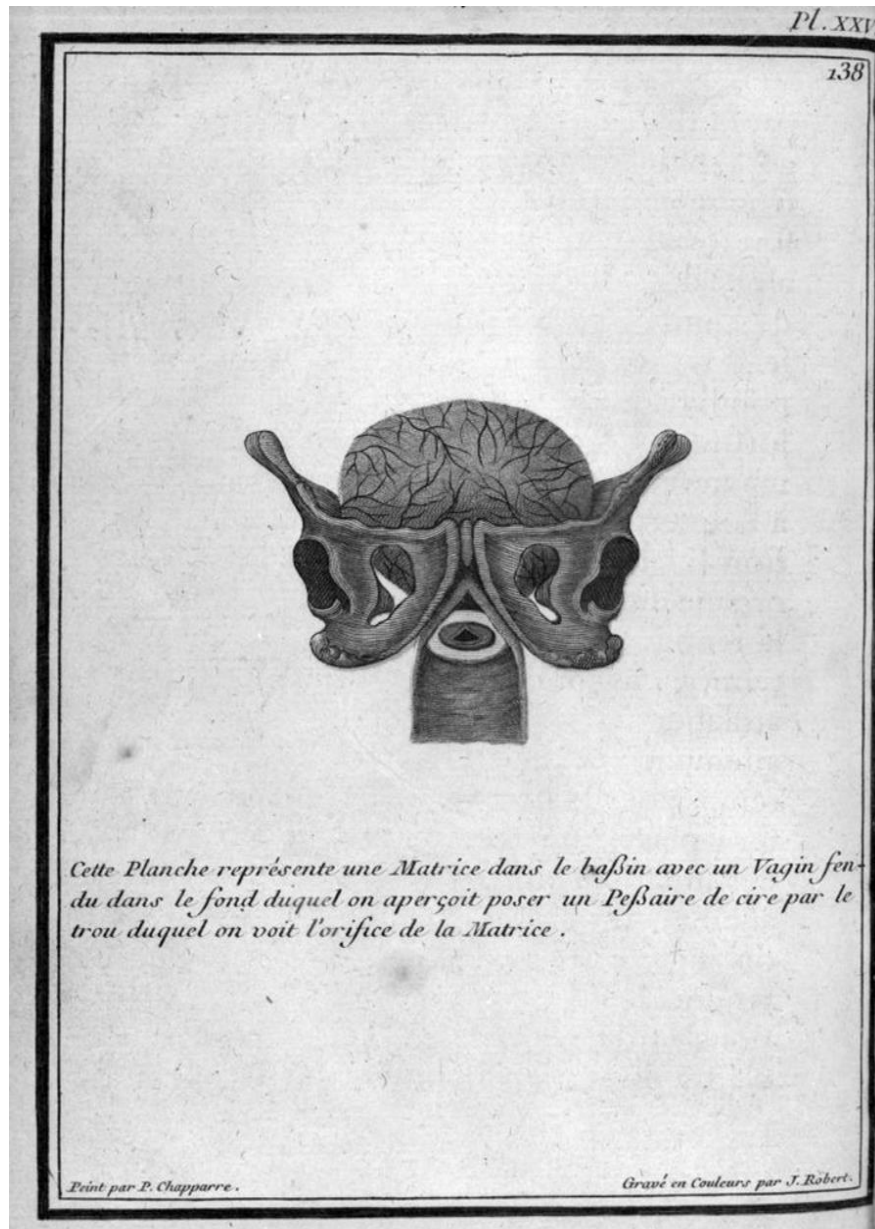 Pl. XXV
138
Cette Planche représente une Matrice dans le baßin avec un Vagin fen-
du dans le fond duquel on aperçoit poser un Peßaire de cire par le
trou duquel on voit l'orifice de la Matrice.
Peint par P. Chapparre.
Gravé en Couleurs par J. Robert.